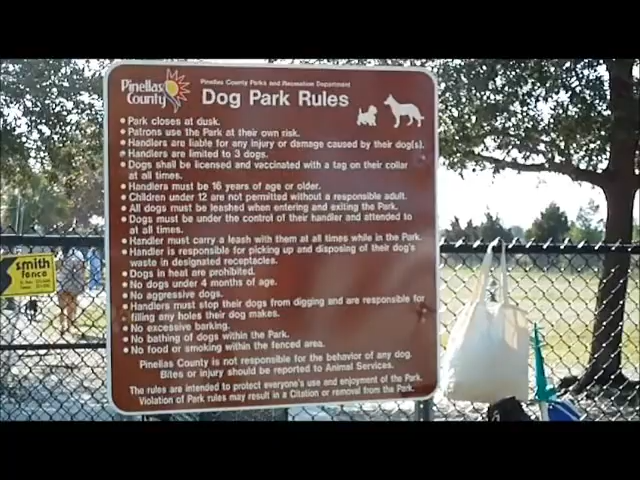 Pinellas County
Pinellas County Parks and Recreation Department
Dog Park Rules
• Park closes at dusk.
• Patrons use the Park at their own risk.
• Handlers are liable for any injury or damage caused by their dog(s).
• Handlers are limited to 3 dogs.
• Dogs shall be licensed and vaccinated with a tag on their collar
at all times.
• Handlers must be 16 years of age or older.
• Children under 12 are not permitted without a responsible adult.
• All dogs must be leashed when entering and exiting the Park.
• Dogs must be under the control of their handler and attended to
at all times.
• Handler must carry a leash with them at all times while in the Park.
• Handler is responsible for picking up and disposing of their dog's
waste in designated receptacles.
• Dogs in heat are prohibited.
• No dogs under 4 months of age.
• No aggressive dogs.
• Handlers must stop their dogs from digging and are responsible for
filling any holes their dog makes.
• No excessive barking.
• No bathing of dogs within the Park.
• No food or smoking within the fenced area.
Pinellas County is not responsible for the behavior of any dog.
Bites or injury should be reported to Animal Services.
The rules are intended to protect everyone's use and enjoyment of the Park.
Violation of Park rules may result in a Citation or removal from the Park.
smith
fence